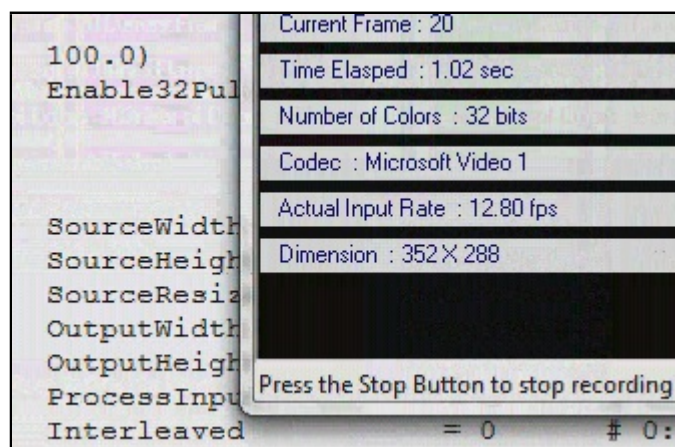 100.0)
Enable32Pul
SourceWidth
SourceHeigh
SourceResiz
OutputWidth
OutputHeigh
ProcessInpu
Interleaved = 0 # 0:
Current Frame : 20
Time Elasped : 1.02 sec
Number of Colors : 32 bits
Codec : Microsoft Video 1
Actual Input Rate : 12.80 fps
Dimension : 352 X 288
Press the Stop Button to stop recording